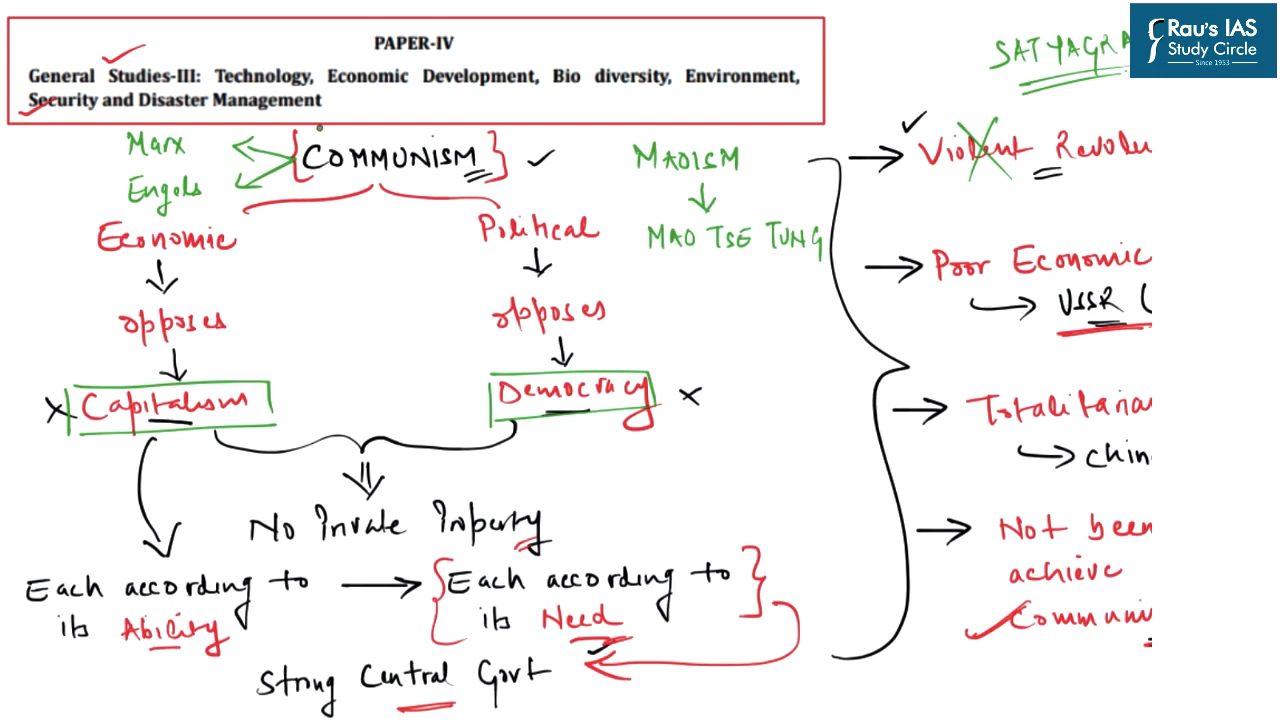 PAPER-IV
General Studies-III: Technology, Economic Development, Bio diversity, Environment,
Security and Disaster Management
Rau's IAS
Study Circle
Since 1953
SATYAGRA
Marx
Engels
COMMUNISM
MAOISM
MAO TSE TUNG
Economic
opposes
Capitalism
Political
opposes
Democracy
No Private Property
Each according to
its Ability
Each according to
its Need
Strong Central Govt
Violent Revolu
Poor Economic
USSR (
Totalitaria
Chin
Not been
achieve
Communi